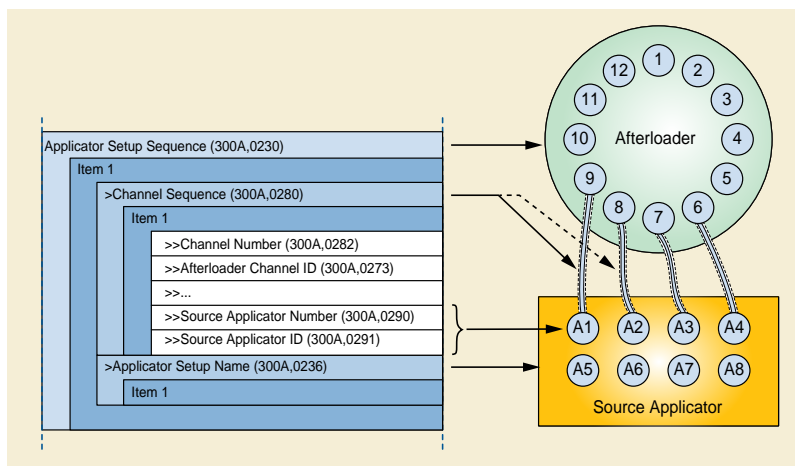 Applicator Setup Sequence (300A,0230)
Item 1
>Channel Sequence (300A,0280)
Item 1
>>Channel Number (300A,0282)
>>Afterloader Channel ID (300A,0273)
>>...
>>Source Applicator Number (300A,0290)
>>Source Applicator ID (300A,0291)
>Applicator Setup Name (300A,0236)
Item 1
1
2
3
4
5
6
7
8
9
10
11
12
Afterloader
A1 A2 A3 A4
A5 A6 A7 A8
Source Applicator